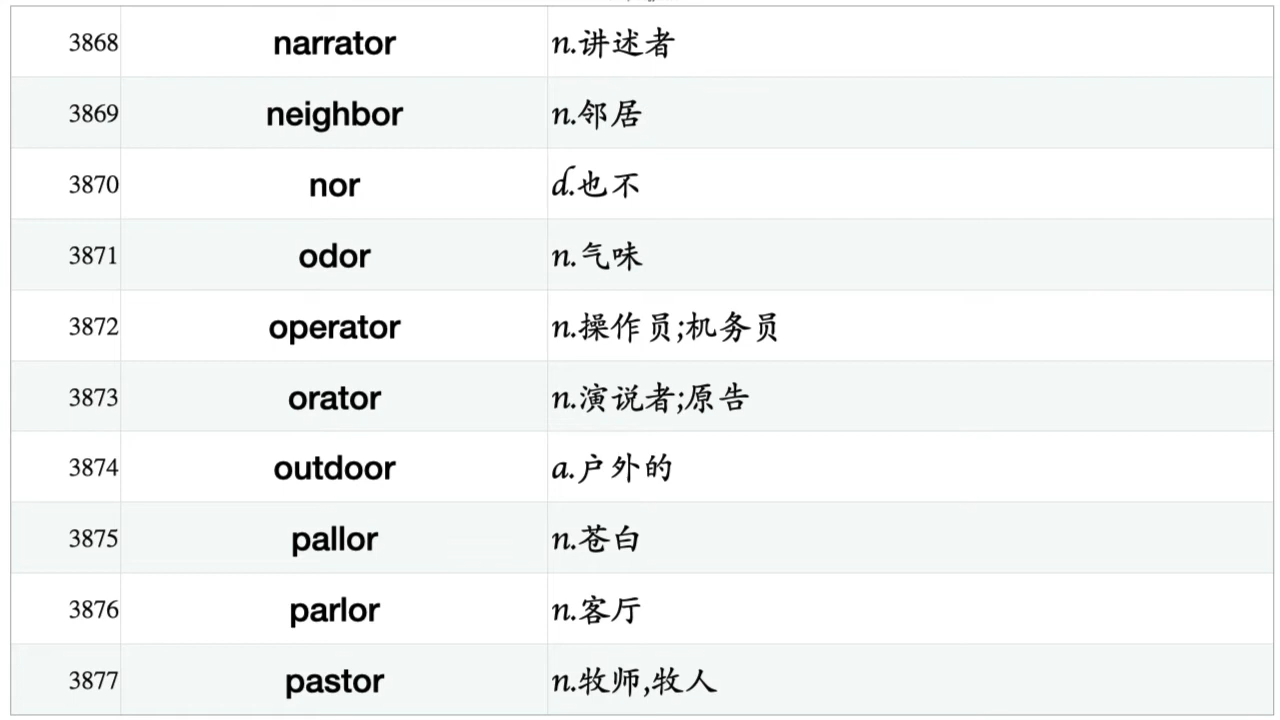 3868 narrator n.讲述者
3869 neighbor n.邻居
3870 nor d.也不
3871 odor n.气味
3872 operator n.操作员;机务员
3873 orator n.演说者;原告
3874 outdoor a.户外的
3875 pallor n.苍白
3876 parlor n.客厅
3877 pastor n.牧师,牧人